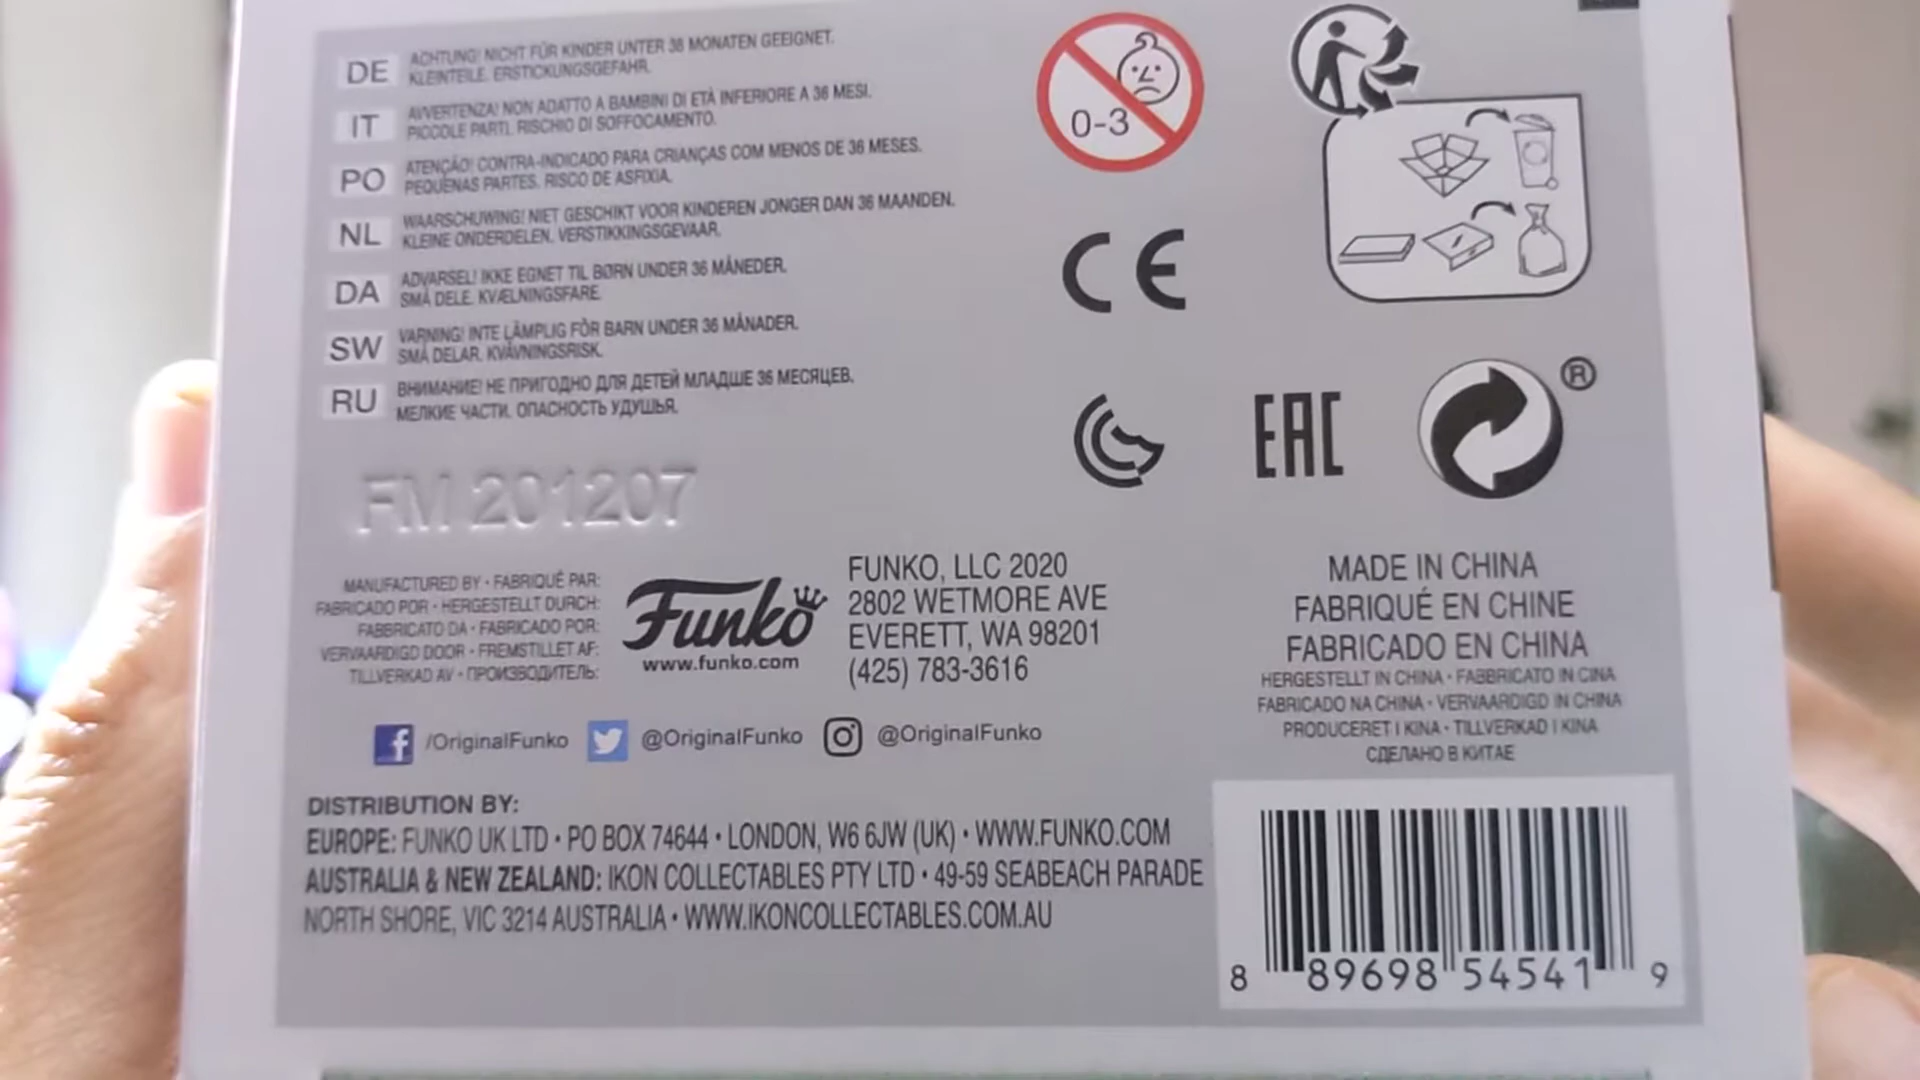 DE ACHTUNG! NICHT FÜR KINDER UNTER 36 MONATEN GEEIGNET.
KLEINTEILE. ERSTICKUNGSGEFAHR.
IT AVVERTENZA! NON ADATTO A BAMBINI DI ETÀ INFERIORE A 36 MESI.
PICCOLE PARTI. RISCHIO DI SOFFOCAMENTO.
PO ATENÇÃO! CONTRA-INDICADO PARA CRIANÇAS COM MENOS DE 36 MESES.
PEQUENAS PARTES. RISCO DE ASFIXIA.
NL WAARSCHUWING! NIET GESCHIKT VOOR KINDEREN JONGER DAN 36 MAANDEN.
KLEINE ONDERDELEN. VERSTIKKINGSGEVAAR.
DA ADVARSEL! IKKE EGNET TIL BØRN UNDER 36 MÅNEDER.
SMÅ DELE. KVÆLNINGSFARE.
SW VARNING! INTE LÄMPLIG FÖR BARN UNDER 36 MÅNADER.
SMÅ DELAR. KVÄVNINGSRISK.
RU ВНИМАНИЕ! НЕ ПРИГОДНО ДЛЯ ДЕТЕЙ МЛАДШЕ 36 МЕСЯЦЕВ.
МЕЛКИЕ ЧАСТИ. ОПАСНОСТЬ УДУШЬЯ.
0-3
CE
EAC
®
FM 201207
MANUFACTURED BY • FABRIQUÉ PAR:
FABRICADO POR • HERGESTELLT DURCH:
FABBRICATO DA • FABRICADO POR:
VERVAARDIGD DOOR • FREMSTILLET AF:
TILLVERKAD AV • ПРОИЗВОДИТЕЛЬ:
Funko
www.funko.com
FUNKO, LLC 2020
2802 WETMORE AVE
EVERETT, WA 98201
(425) 783-3616
MADE IN CHINA
FABRIQUÉ EN CHINE
FABRICADO EN CHINA
HERGESTELLT IN CHINA • FABBRICATO IN CINA
FABRICADO NA CHINA • VERVAARDIGD IN CHINA
PRODUCERET I KINA • TILLVERKAD I KINA
СДЕЛАНО В КИТАЕ
f /OriginalFunko @OriginalFunko @OriginalFunko
DISTRIBUTION BY:
EUROPE: FUNKO UK LTD • PO BOX 74644 • LONDON, W6 6JW (UK) • WWW.FUNKO.COM
AUSTRALIA & NEW ZEALAND: IKON COLLECTABLES PTY LTD • 49-59 SEABEACH PARADE
NORTH SHORE, VIC 3214 AUSTRALIA • WWW.IKONCOLLECTABLES.COM.AU
8 89698 54541 9